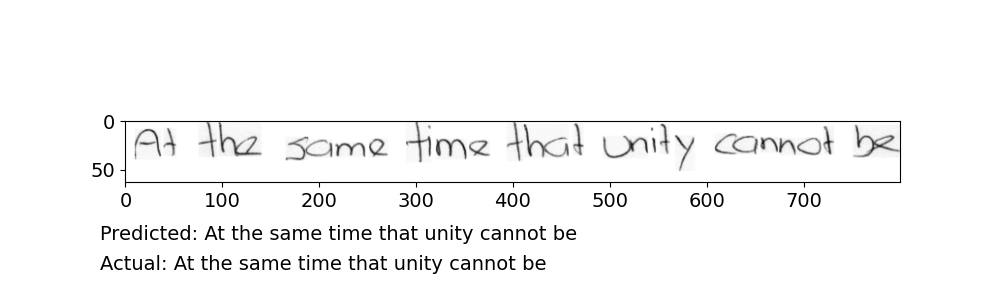 0
At the same time that unity cannot be
50
0 100 200 300 400 500 600 700
Predicted: At the same time that unity cannot be
Actual: At the same time that unity cannot be